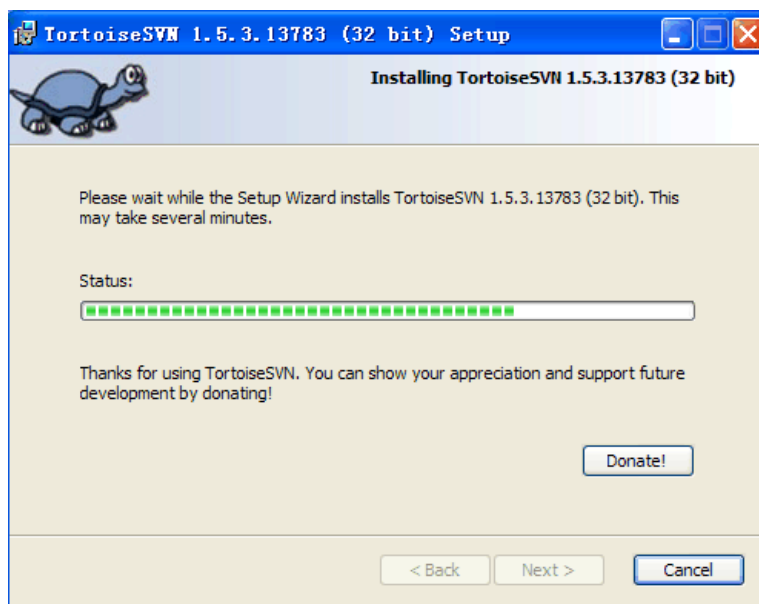 TortoiseSVN 1.5.3.13783 (32 bit) Setup
Installing TortoiseSVN 1.5.3.13783 (32 bit)
Please wait while the Setup Wizard installs TortoiseSVN 1.5.3.13783 (32 bit). This
may take several minutes.
Status:
Thanks for using TortoiseSVN. You can show your appreciation and support future
development by donating!
Donate!
< Back
Next >
Cancel